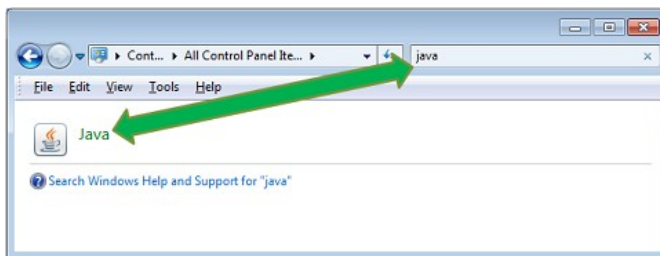 Cont... All Control Panel Ite... java
File Edit View Tools Help
Java
Search Windows Help and Support for "java"